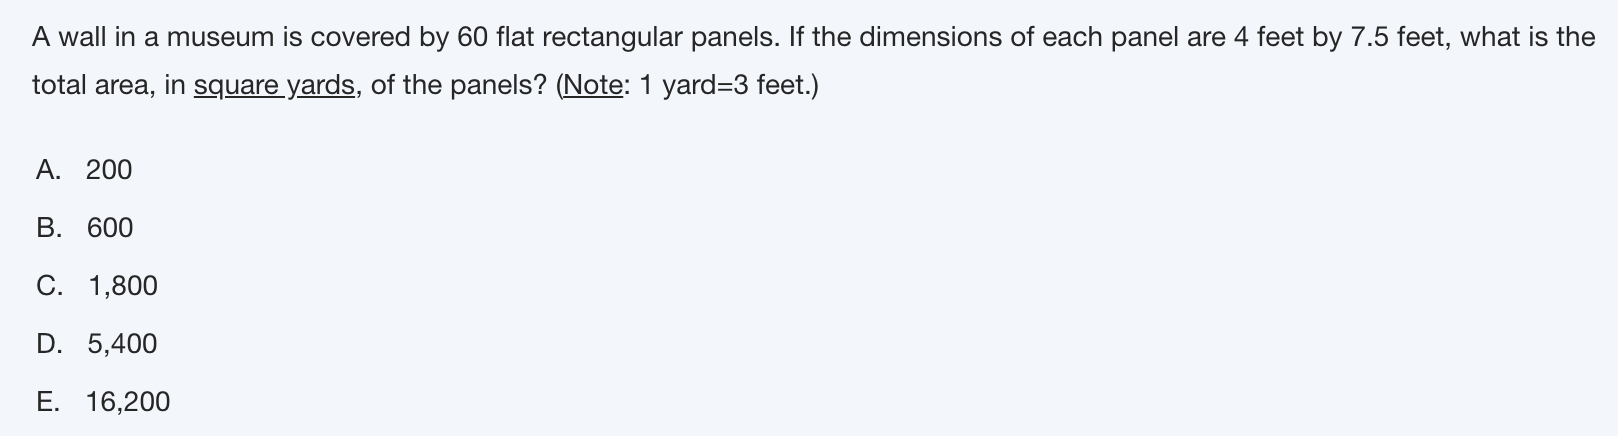 A wall in a museum is covered by 60 flat rectangular panels. If the dimensions of each panel are 4 feet by 7.5 feet, what is the
total area, in square yards, of the panels? (Note: 1 yard=3 feet.)
A. 200
B. 600
C. 1,800
D. 5,400
E. 16,200